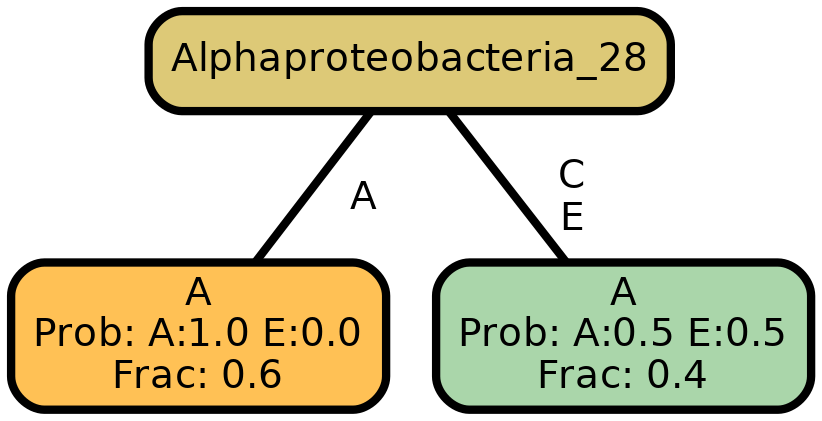 Alphaproteobacteria_28
A
C
E
A
Prob: A:1.0 E:0.0
Frac: 0.6
A
Prob: A:0.5 E:0.5
Frac: 0.4